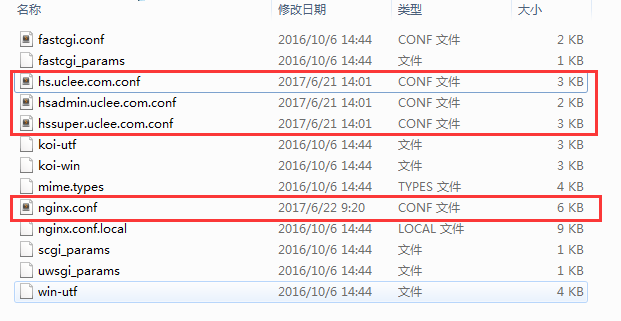 名称 修改日期 类型 大小
fastcgi.conf 2016/10/6 14:44 CONF 文件 2 KB
fastcgi_params 2016/10/6 14:44 文件 1 KB
hs.uclee.com.conf 2017/6/21 14:01 CONF 文件 3 KB
hsadmin.uclee.com.conf 2017/6/21 14:01 CONF 文件 2 KB
hssuper.uclee.com.conf 2017/6/21 14:01 CONF 文件 3 KB
koi-utf 2016/10/6 14:44 文件 3 KB
koi-win 2016/10/6 14:44 文件 3 KB
mime.types 2016/10/6 14:44 TYPES 文件 4 KB
nginx.conf 2017/6/22 9:20 CONF 文件 6 KB
nginx.conf.local 2016/10/6 14:44 LOCAL 文件 9 KB
scgi_params 2016/10/6 14:44 文件 1 KB
uwsgi_params 2016/10/6 14:44 文件 1 KB
win-utf 2016/10/6 14:44 文件 4 KB